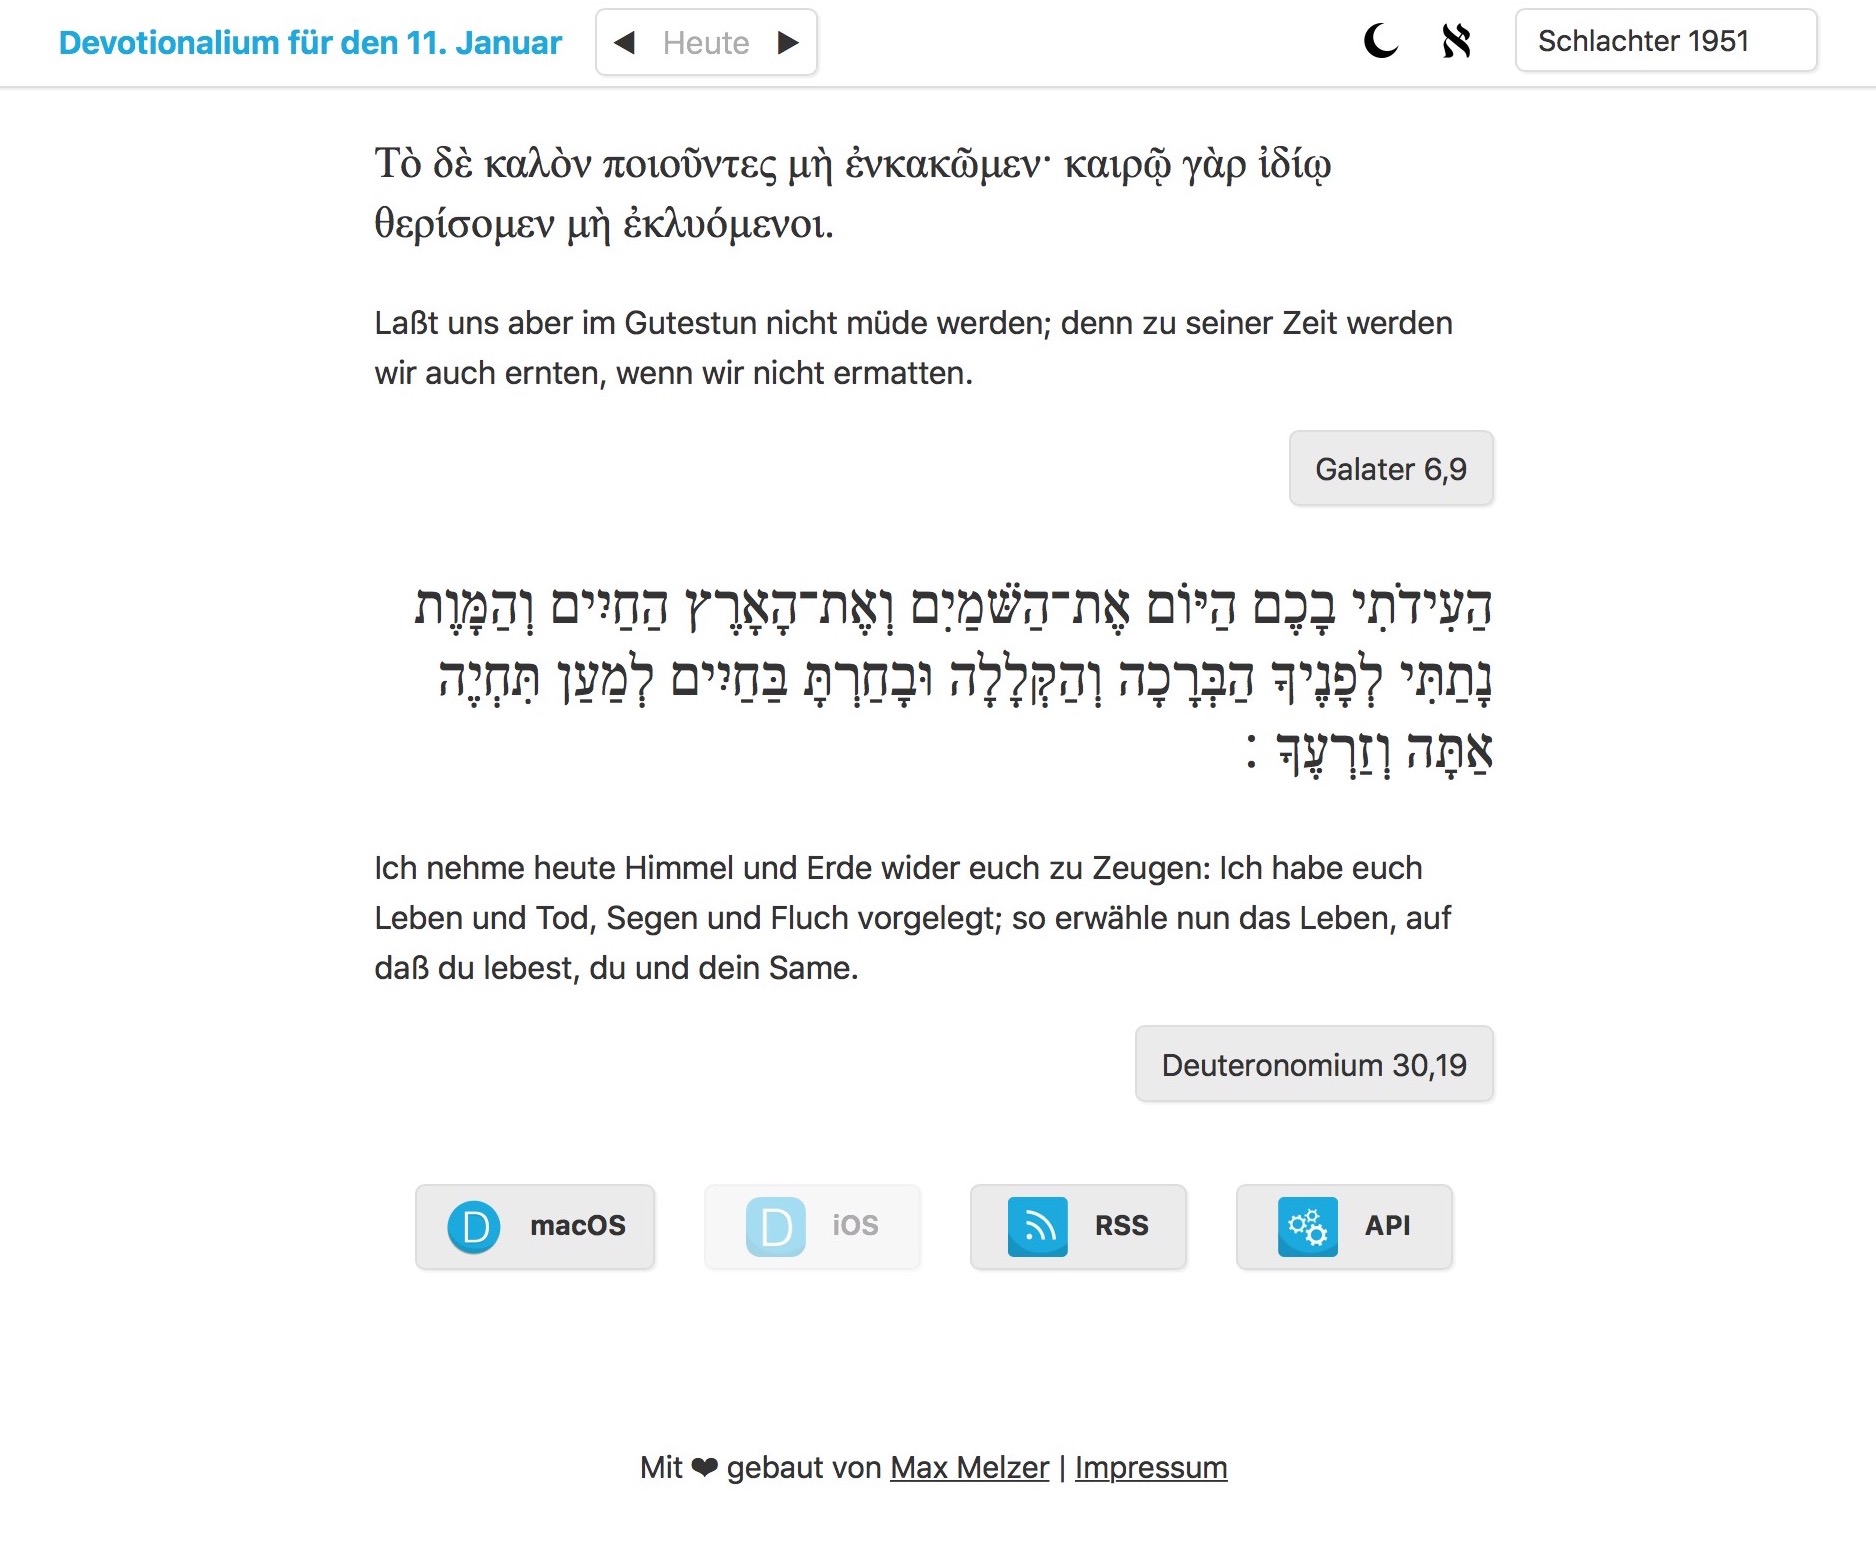 Devotionalium für den 11. Januar
◀ Heute ▶
א
Schlachter 1951
Τὸ δὲ καλὸν ποιοῦντες μὴ ἐνκακῶμεν· καιρῷ γὰρ ἰδίῳ
θερίσομεν μὴ ἐκλυόμενοι.
Laßt uns aber im Gutestun nicht müde werden; denn zu seiner Zeit werden
wir auch ernten, wenn wir nicht ermatten.
Galater 6,9
הַעִידֹתִי בָכֶם הַיּוֹם אֶת־הַשָּׁמַיִם וְאֶת־הָאָרֶץ הַחַיִּים וְהַמָּוֶת
נָתַתִּי לְפָנֶיךָ הַבְּרָכָה וְהַקְּלָלָה וּבָחַרְתָּ בַּחַיִּים לְמַעַן תִּחְיֶה
אַתָּה וְזַרְעֶךָ ׃
Ich nehme heute Himmel und Erde wider euch zu Zeugen: Ich habe euch
Leben und Tod, Segen und Fluch vorgelegt; so erwähle nun das Leben, auf
daß du lebest, du und dein Same.
Deuteronomium 30,19
D macOS
D iOS
RSS
API
Mit ❤ gebaut von Max Melzer | Impressum